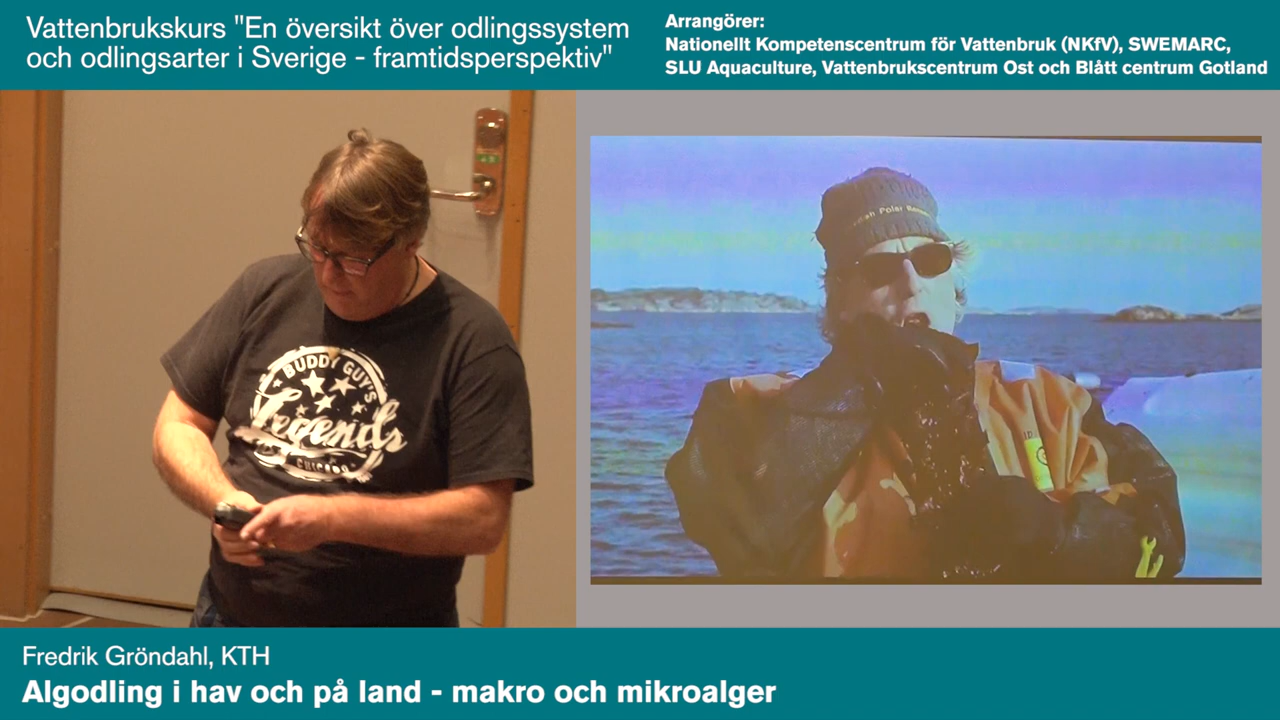 Vattenbrukskurs "En översikt över odlingssystem
och odlingsarter i Sverige - framtidsperspektiv"
Arrangörer:
Nationellt Kompetenscentrum för Vattenbruk (NKfV), SWEMARC,
SLU Aquaculture, Vattenbrukscentrum Ost och Blått centrum Gotland
BUDDY GUY'S
Legends
CHICAGO
Polar
Fredrik Gröndahl, KTH
Algodling i hav och på land - makro och mikroalger